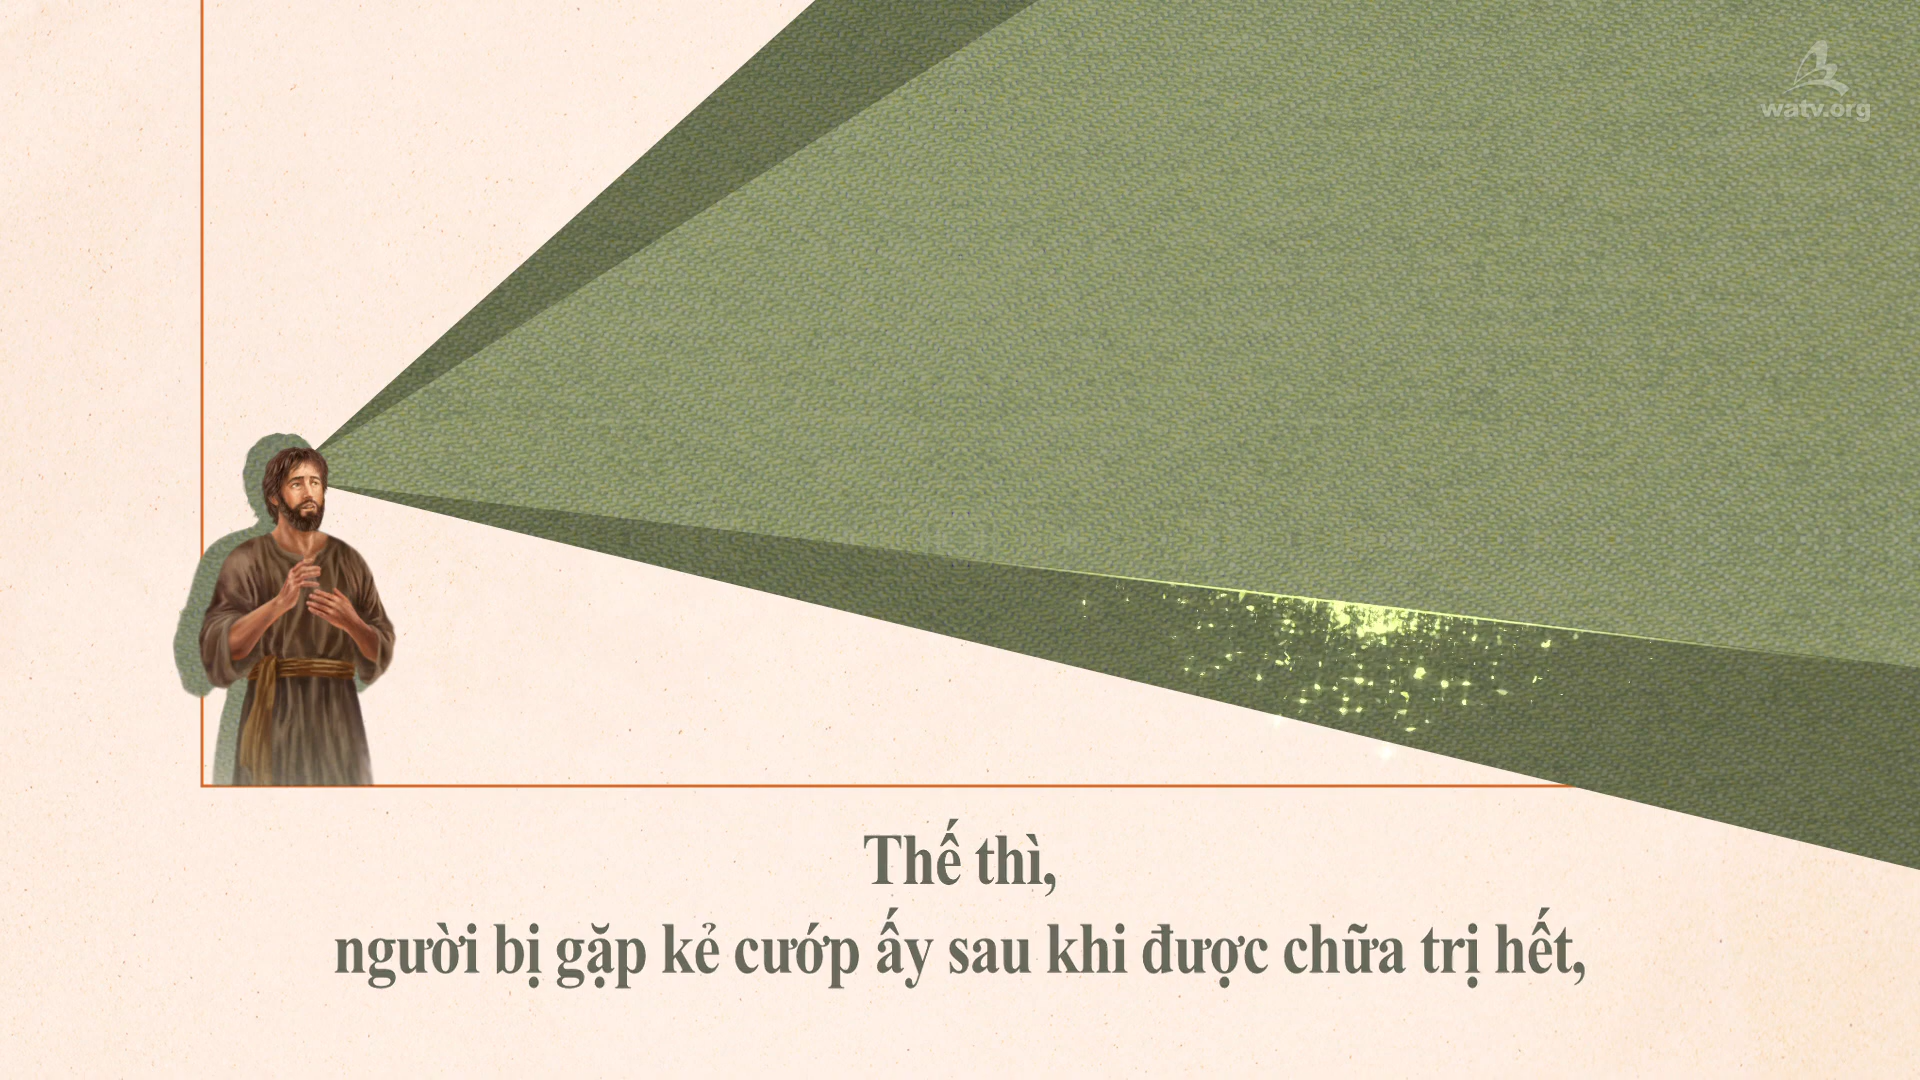 watv.org
Thế thì,
người bị gặp kẻ cướp ấy sau khi được chữa trị hết,